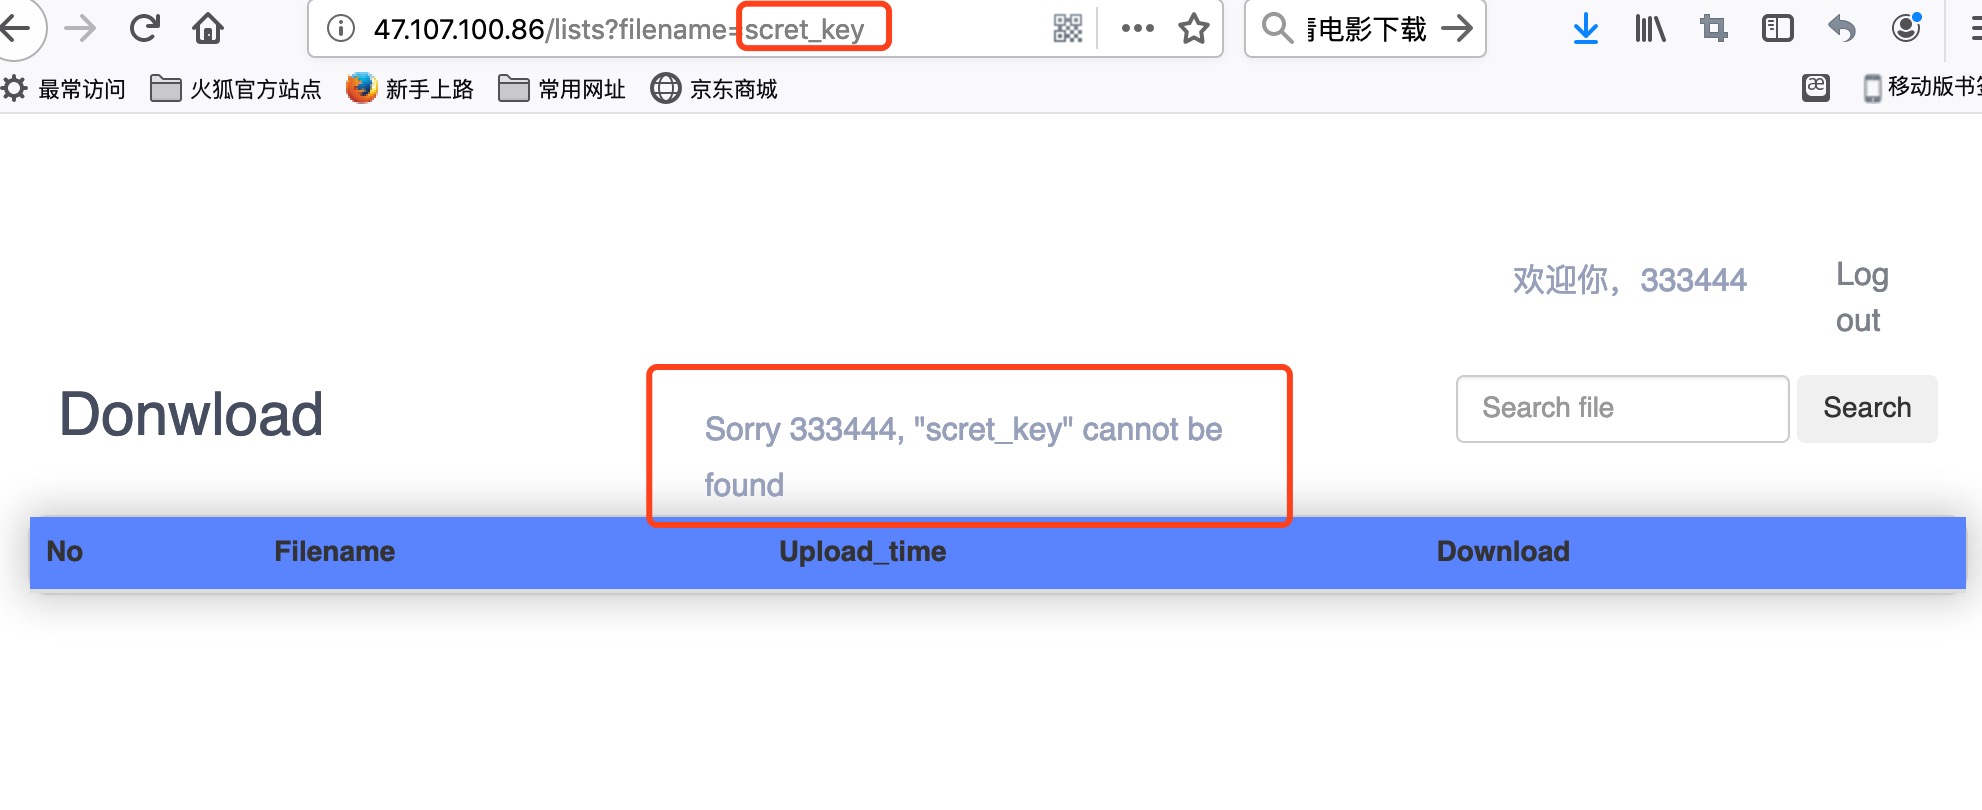 47.107.100.86/lists?filename=scret_key
电影下载
最常访问 火狐官方站点 新手上路 常用网址 京东商城
移动版书
欢迎你，333444
Log
out
Donwload
Sorry 333444, "scret_key" cannot be
found
Search file
Search
No Filename Upload_time Download